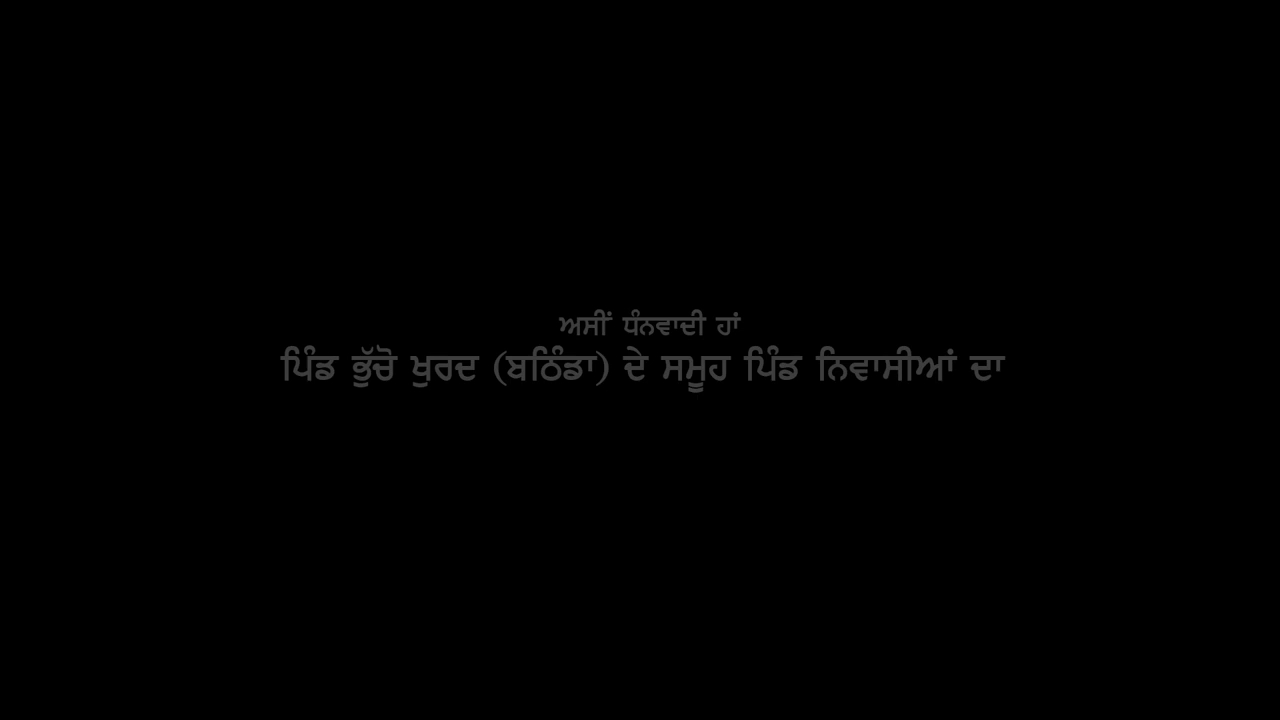 ਅਸੀਂ ਧੰਨਵਾਦੀ ਹਾਂ
ਪਿੰਡ ਭੁੱਚੋ ਖੁਰਦ (ਬਠਿੰਡਾ) ਦੇ ਸਮੂਹ ਪਿੰਡ ਨਿਵਾਸੀਆਂ ਦਾ